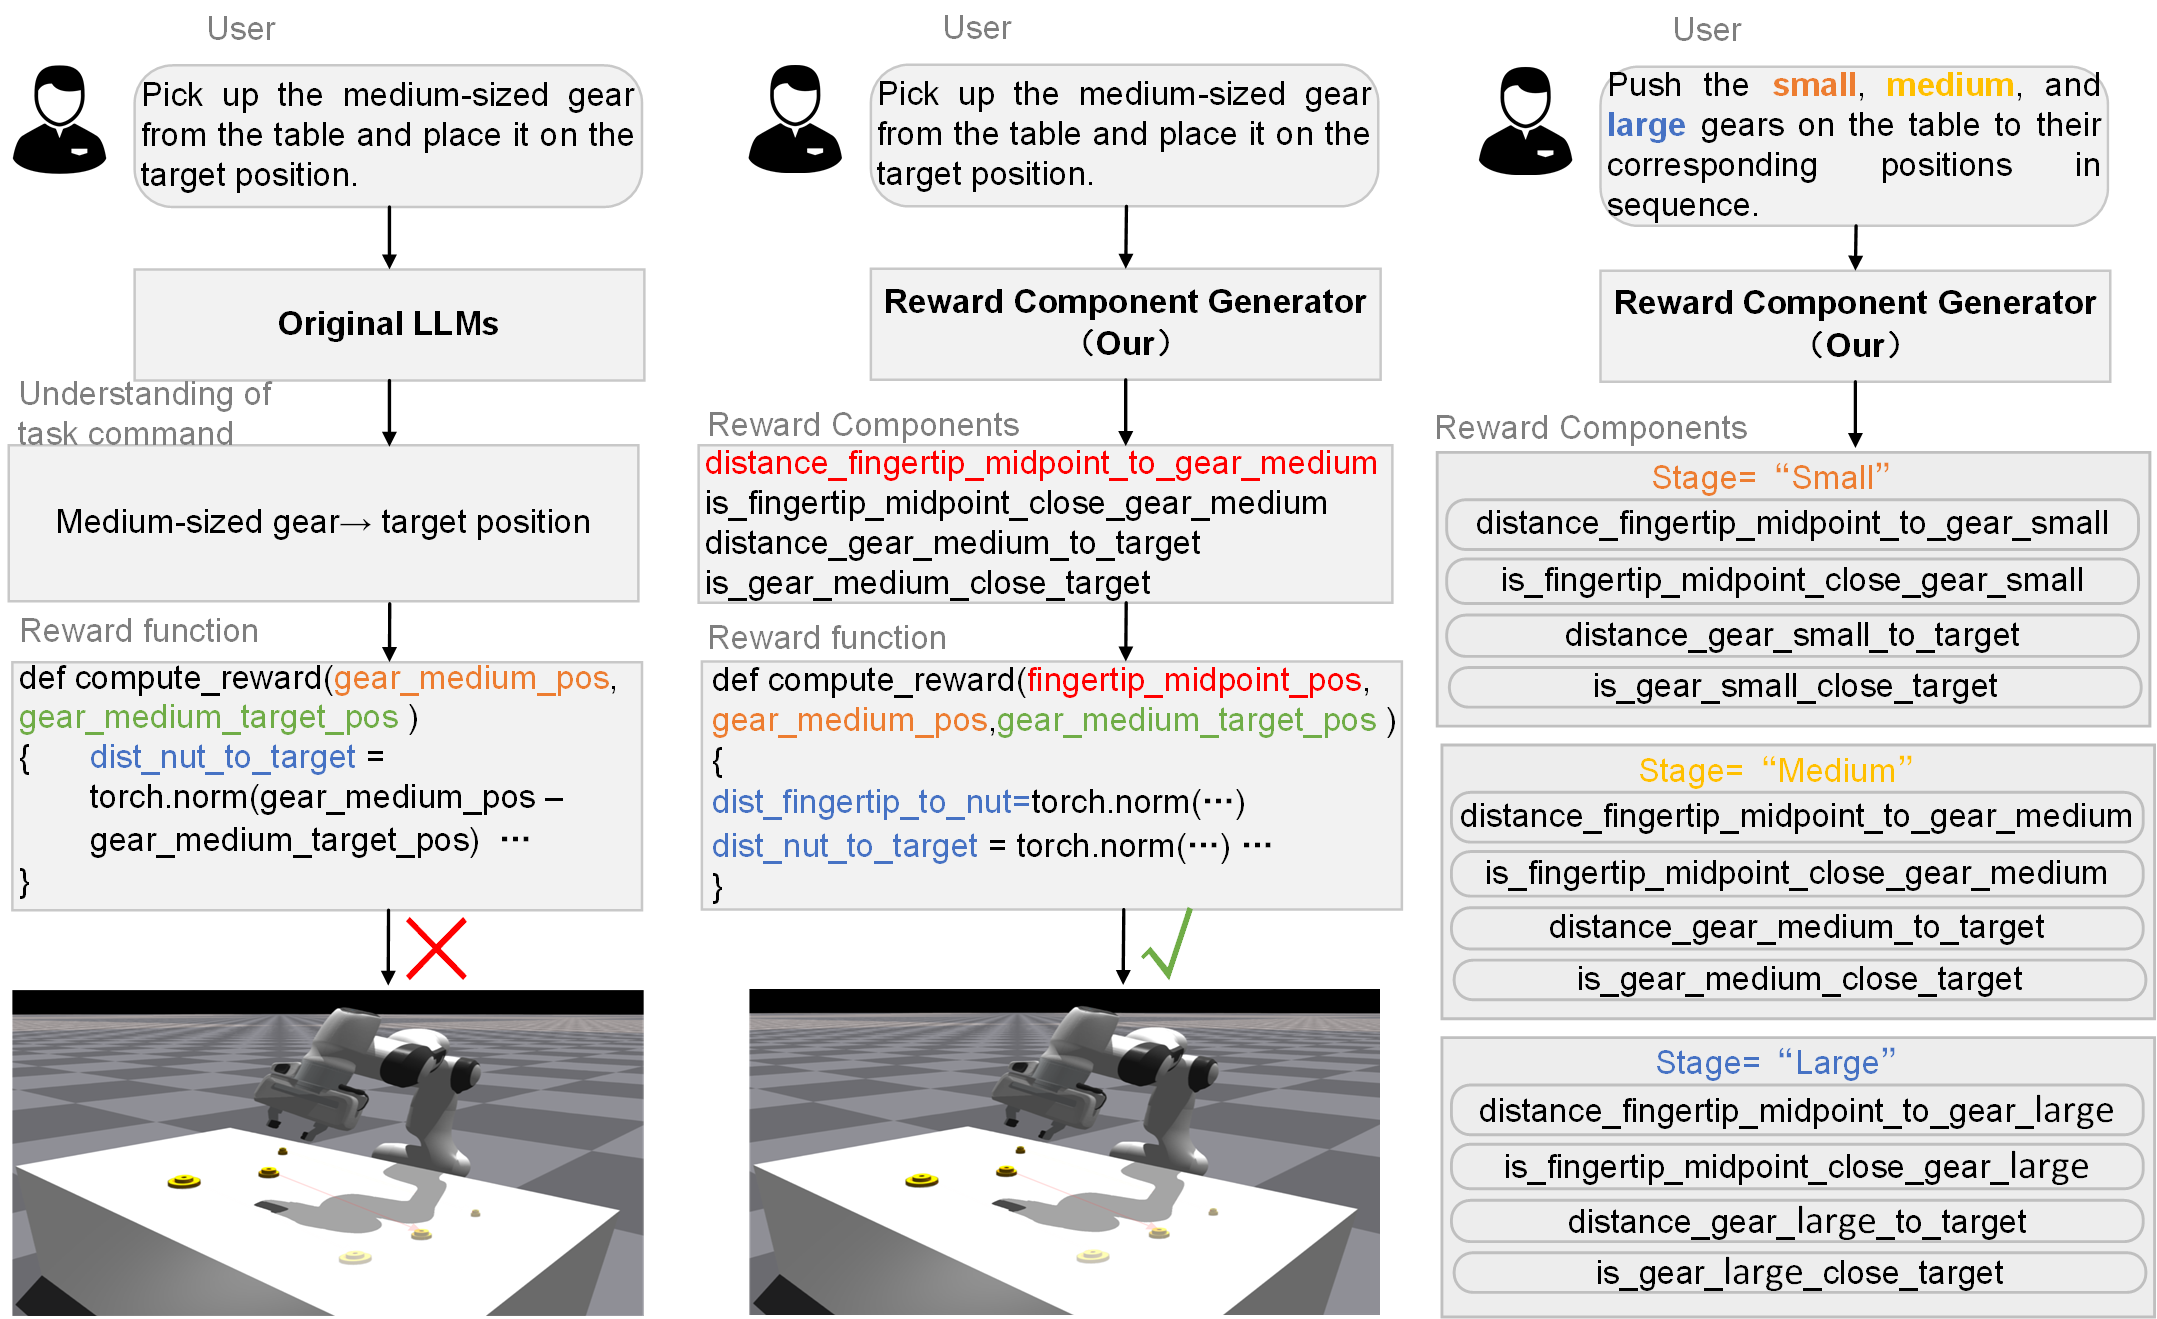 User
Pick up the medium-sized gear
from the table and place it on the
target position.
Original LLMs
Understanding of
task command
Medium-sized gear→ target position
Reward function
def compute_reward(gear_medium_pos,
gear_medium_target_pos )
{ dist_nut_to_target =
torch.norm(gear_medium_pos –
gear_medium_target_pos) ···
}
User
Pick up the medium-sized gear
from the table and place it on the
target position.
Reward Component Generator
（Our）
Reward Components
distance_fingertip_midpoint_to_gear_medium
is_fingertip_midpoint_close_gear_medium
distance_gear_medium_to_target
is_gear_medium_close_target
Reward function
def compute_reward(fingertip_midpoint_pos,
gear_medium_pos,gear_medium_target_pos )
{
dist_fingertip_to_nut=torch.norm(···)
dist_nut_to_target = torch.norm(···) ···
}
User
Push the small, medium, and
large gears on the table to their
corresponding positions in
sequence.
Reward Component Generator
（Our）
Reward Components
Stage= “Small”
distance_fingertip_midpoint_to_gear_small
is_fingertip_midpoint_close_gear_small
distance_gear_small_to_target
is_gear_small_close_target
Stage= “Medium”
distance_fingertip_midpoint_to_gear_medium
is_fingertip_midpoint_close_gear_medium
distance_gear_medium_to_target
is_gear_medium_close_target
Stage= “Large”
distance_fingertip_midpoint_to_gear_large
is_fingertip_midpoint_close_gear_large
distance_gear_large_to_target
is_gear_large_close_target